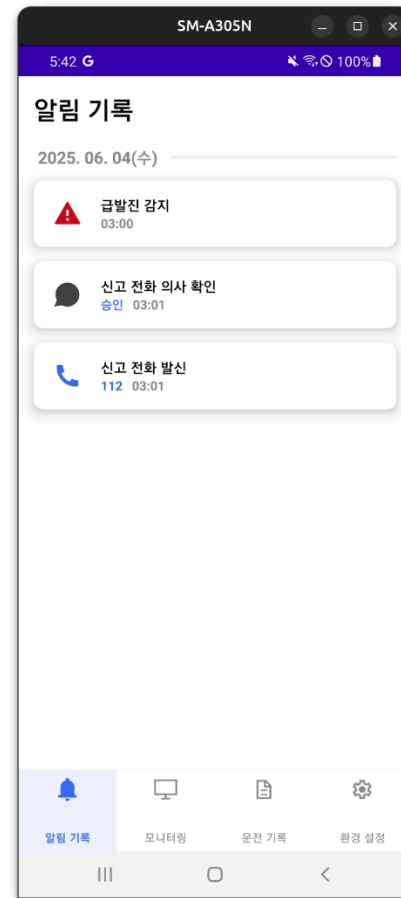 SM-A305N
5:42 G
100%
알림 기록
2025. 06. 04(수)
급발진 감지
03:00
신고 전화 의사 확인
승인 03:01
신고 전화 발신
112 03:01
알림 기록
모니터링
운전 기록
환경 설정